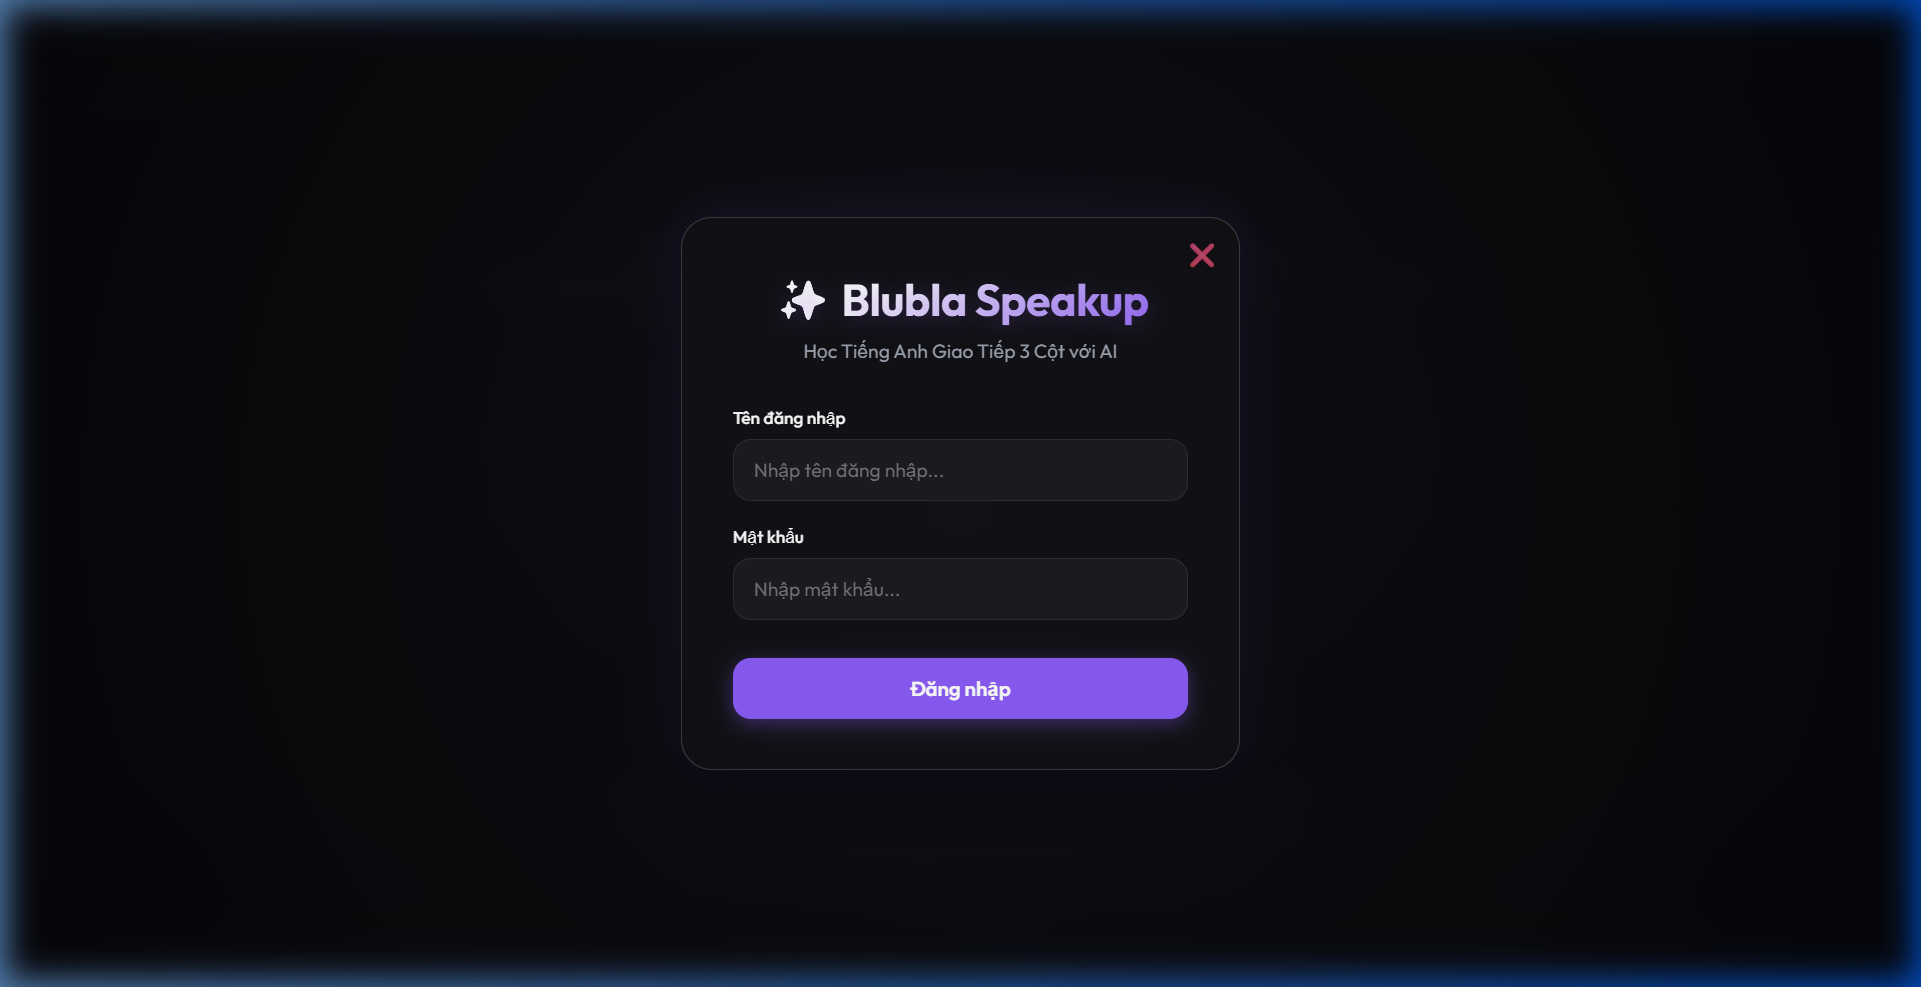 Blubla Speakup
Học Tiếng Anh Giao Tiếp 3 Cột với AI
Tên đăng nhập
Nhập tên đăng nhập...
Mật khẩu
Nhập mật khẩu...
Đăng nhập